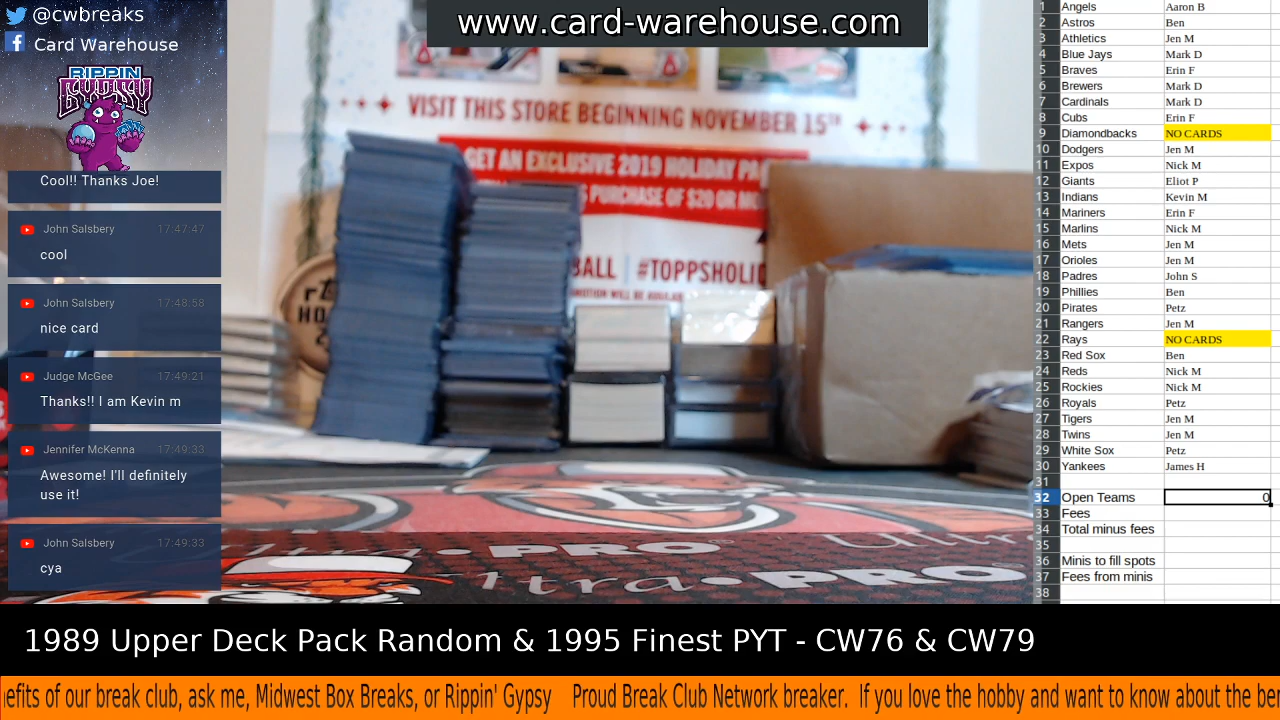 @cwbreaks
Card Warehouse
RIPPIN
GYPSY
Cool!! Thanks Joe!
John Salsbery 17:47:47
cool
John Salsbery 17:48:58
nice card
Judge McGee 17:49:21
Thanks!! I am Kevin m
Jennifer McKenna 17:49:33
Awesome! I'll definitely
use it!
John Salsbery 17:49:33
cya
www.card-warehouse.com
VISIT THIS STORE BEGINNING NOVEMBER 15TH
GET AN EXCLUSIVE 2019 HOLIDAY PA
PURCHASE OF $20 OR M
BALL | #TOPPSHOLI
PRO
Ultra
ltra PRO
1 Angels Aaron B
2 Astros Ben
3 Athletics Jen M
4 Blue Jays Mark D
5 Braves Erin F
6 Brewers Mark D
7 Cardinals Mark D
8 Cubs Erin F
9 Diamondbacks NO CARDS
10 Dodgers Jen M
11 Expos Nick M
12 Giants Eliot P
13 Indians Kevin M
14 Mariners Erin F
15 Marlins Nick M
16 Mets Jen M
17 Orioles Jen M
18 Padres John S
19 Phillies Ben
20 Pirates Petz
21 Rangers Jen M
22 Rays NO CARDS
23 Red Sox Ben
24 Reds Nick M
25 Rockies Nick M
26 Royals Petz
27 Tigers Jen M
28 Twins Jen M
29 White Sox Petz
30 Yankees James H
31
32 Open Teams 0
33 Fees
34 Total minus fees
35
36 Minis to fill spots
37 Fees from minis
38
1989 Upper Deck Pack Random & 1995 Finest PYT - CW76 & CW79
efits of our break club, ask me, Midwest Box Breaks, or Rippin' Gypsy Proud Break Club Network breaker. If you love the hobby and want to know about the ber